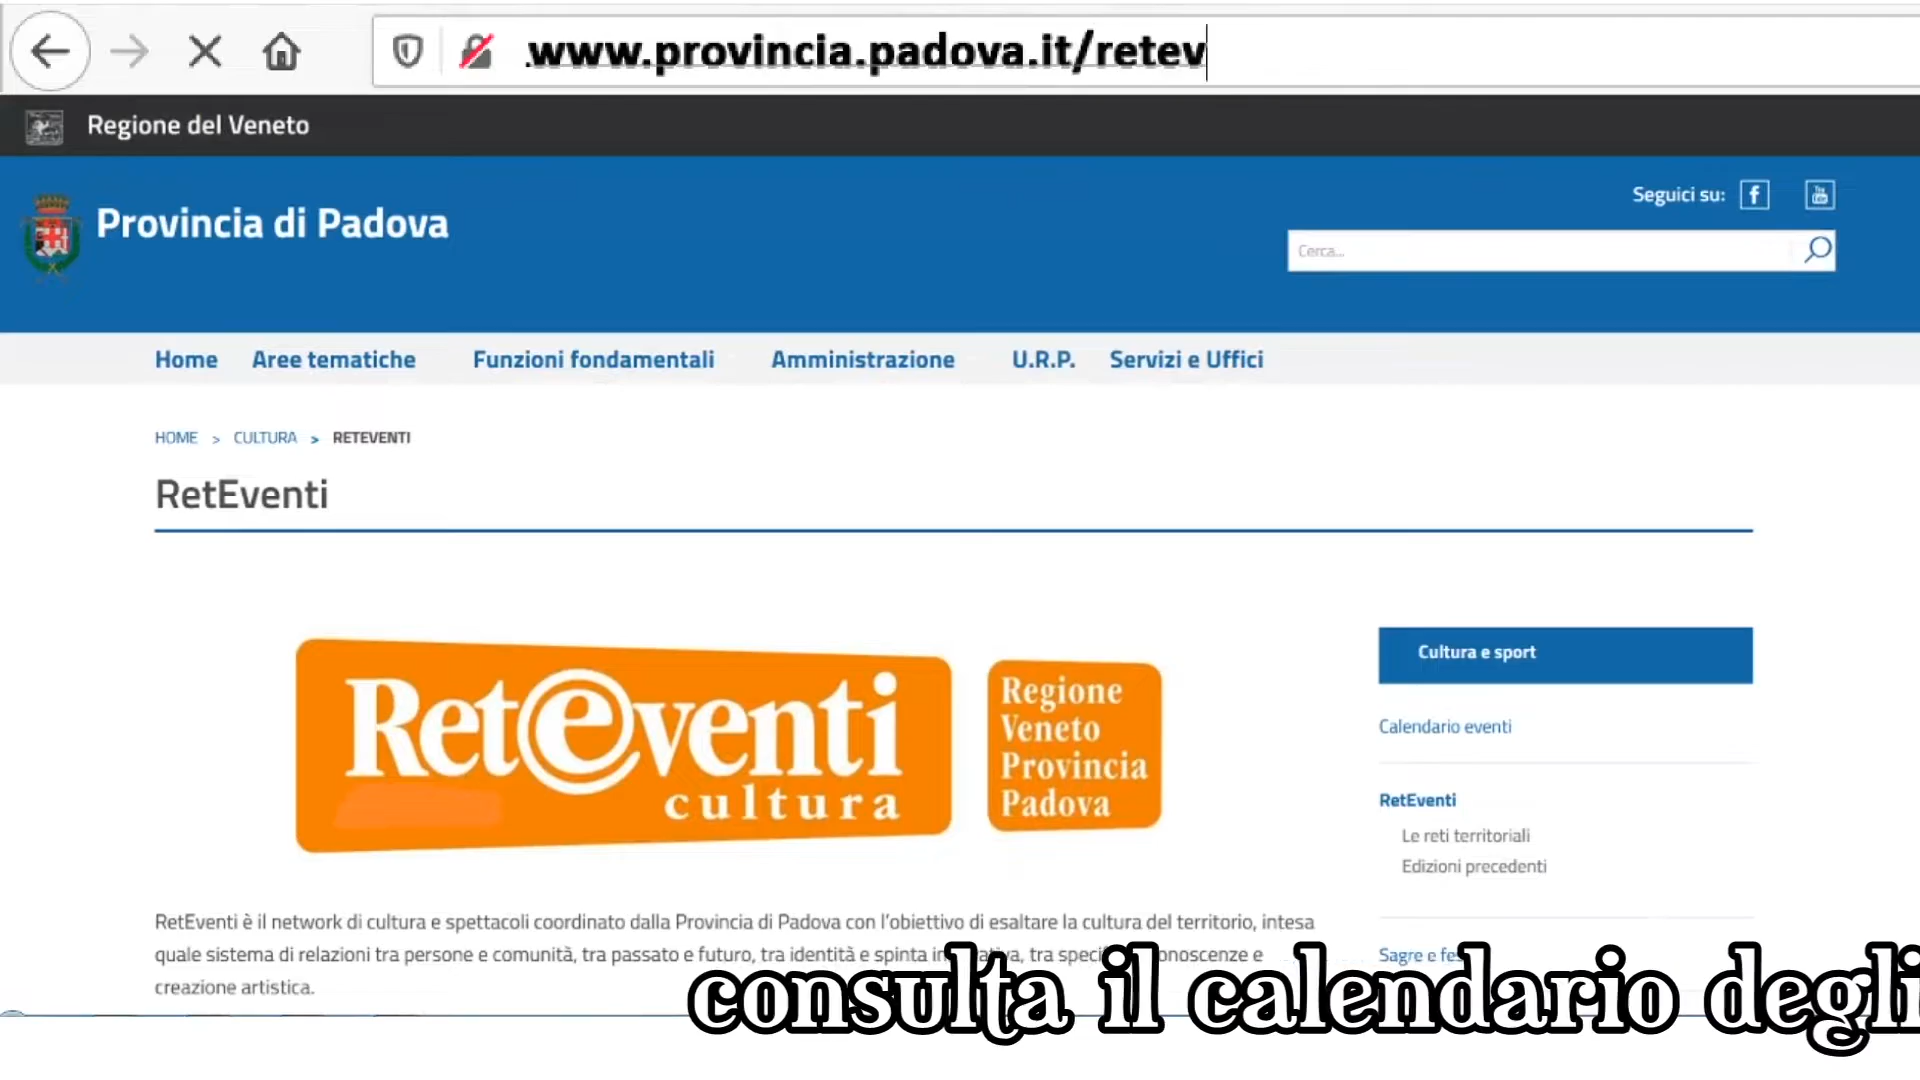 www.provincia.padova.it/retev
Regione del Veneto
Provincia di Padova
Seguici su:
Cerca...
Home Aree tematiche Funzioni fondamentali Amministrazione U.R.P. Servizi e Uffici
HOME > CULTURA > RETEVENTI
RetEventi
Reteventi
cultura
Regione
Veneto
Provincia
Padova
Cultura e sport
Calendario eventi
RetEventi
Le reti territoriali
Edizioni precedenti
Sagre e
RetEventi è il network di cultura e spettacoli coordinato dalla Provincia di Padova con l'obiettivo di esaltare la cultura del territorio, intesa
quale sistema di relazioni tra persone e comunità, tra passato e futuro, tra identità e spinta tra
creazione artistica.
consulta il calendario degli